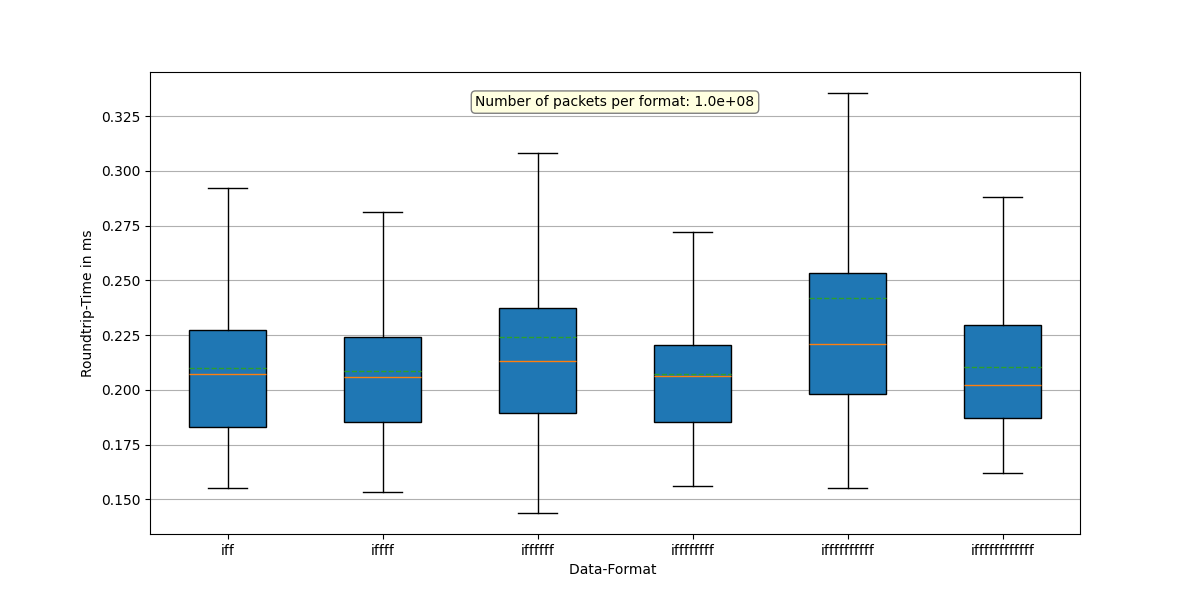 Number of packets per format: 1.0e+08
Roundtrip-Time in ms
0.325
0.300
0.275
0.250
0.225
0.200
0.175
0.150
iff
iffff
iffffff
iffffffff
iffffffffff
iffffffffffff
Data-Format